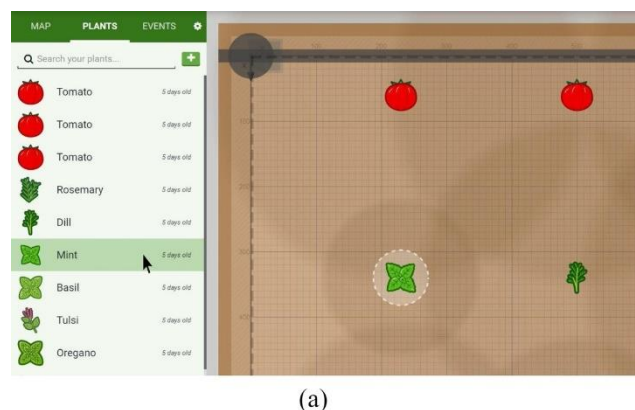 MAP PLANTS EVENTS
Search your plants...
Tomato 5 days old
Tomato 5 days old
Tomato 5 days old
Rosemary 5 days old
Dill 5 days old
Mint 5 days old
Basil 5 days old
Tulsi 5 days old
Oregano 5 days old
(a)